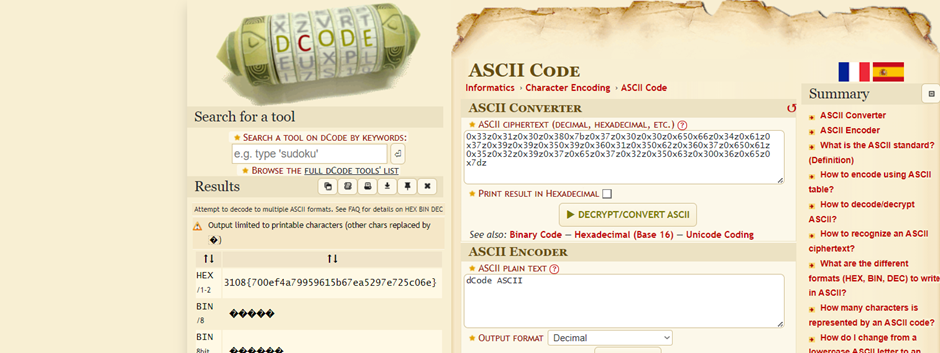 DCODE
Search for a tool
SEARCH A TOOL ON DCODE BY KEYWORDS:
e.g. type 'sudoku'
BROWSE THE FULL DCODE TOOLS' LIST
Results
Attempt to decode to multiple ASCII formats. See FAQ for details on HEX BIN DEC
Output limited to printable characters (other chars replaced by
�)
↑↓ ↑↓
HEX
/1-2
3108{700ef4a79959615b67ea5297e725c06e}
BIN
/8
�����
BIN
8bit
������
ASCII CODE
Informatics › Character Encoding › ASCII Code
ASCII CONVERTER
ASCII CIPHERTEXT (DECIMAL, HEXADECIMAL, ETC.) ?
0x33z0x31z0x30z0x380x7bz0x37z0x30z0x30z0x650x66z0x34z0x61z0
x37z0x39z0x39z0x350x39z0x360x31z0x350x62z0x360x37z0x650x61z
0x35z0x32z0x39z0x37z0x65z0x37z0x32z0x350x63z0x300x36z0x65z0
x7dz
PRINT RESULT IN HEXADECIMAL
▶ DECRYPT/CONVERT ASCII
See also: Binary Code — Hexadecimal (Base 16) — Unicode Coding
ASCII ENCODER
ASCII PLAIN TEXT ?
dCode ASCII
OUTPUT FORMAT Decimal
Summary
ASCII Converter
ASCII Encoder
What is the ASCII standard?
(Definition)
How to encode using ASCII
table?
How to decode/decrypt
ASCII?
How to recognize an ASCII
ciphertext?
What are the different
formats (HEX, BIN, DEC) to write
in ASCII?
How many characters is
represented by an ASCII code?
How do I change from a
lowercase ASCII letter to an